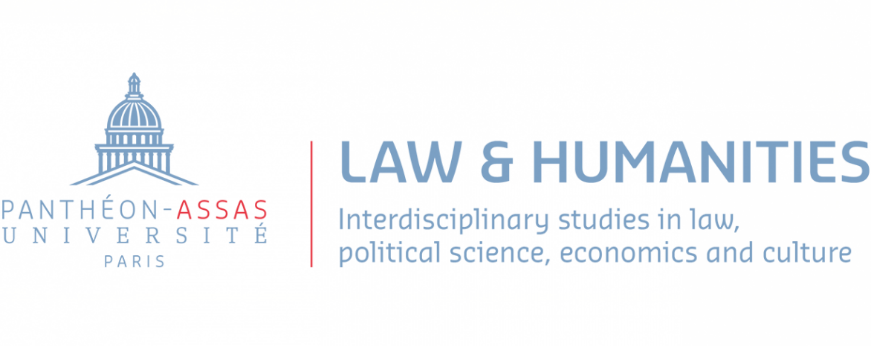 PANTHÉON-ASSAS
UNIVERSITÉ
PARIS
LAW & HUMANITIES
Interdisciplinary studies in law,
political science, economics and culture